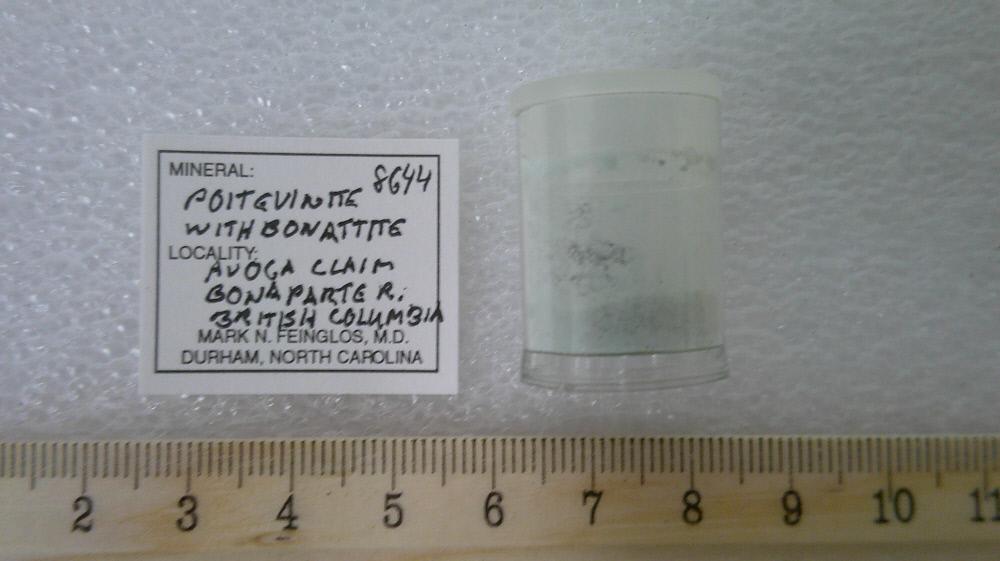 MINERAL: 8644
POITEVINITE
WITH BONATTITE
LOCALITY:
AVOCA CLAIM
BONAPARTE R.
BRITISH COLUMBIA
MARK N. FEINGLOS, M.D.
DURHAM, NORTH CAROLINA
2 3 4 5 6 7 8 9 10 11